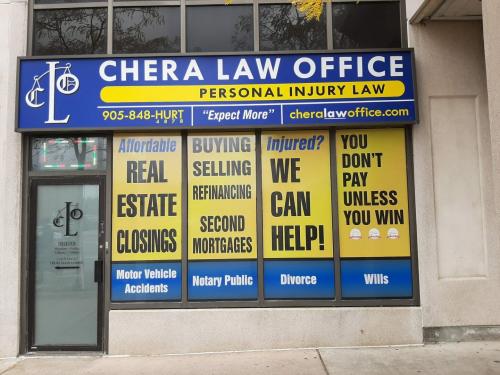 CHERA LAW OFFICE
PERSONAL INJURY LAW
905-848-HURT
"Expect More"
cheralawoffice.com
Affordable
REAL
ESTATE
CLOSINGS
Motor Vehicle
Accidents
BUYING
SELLING
REFINANCING
SECOND
MORTGAGES
Notary Public
Injured?
WE
CAN
HELP!
Divorce
YOU
DON'T
PAY
UNLESS
YOU WIN
Wills